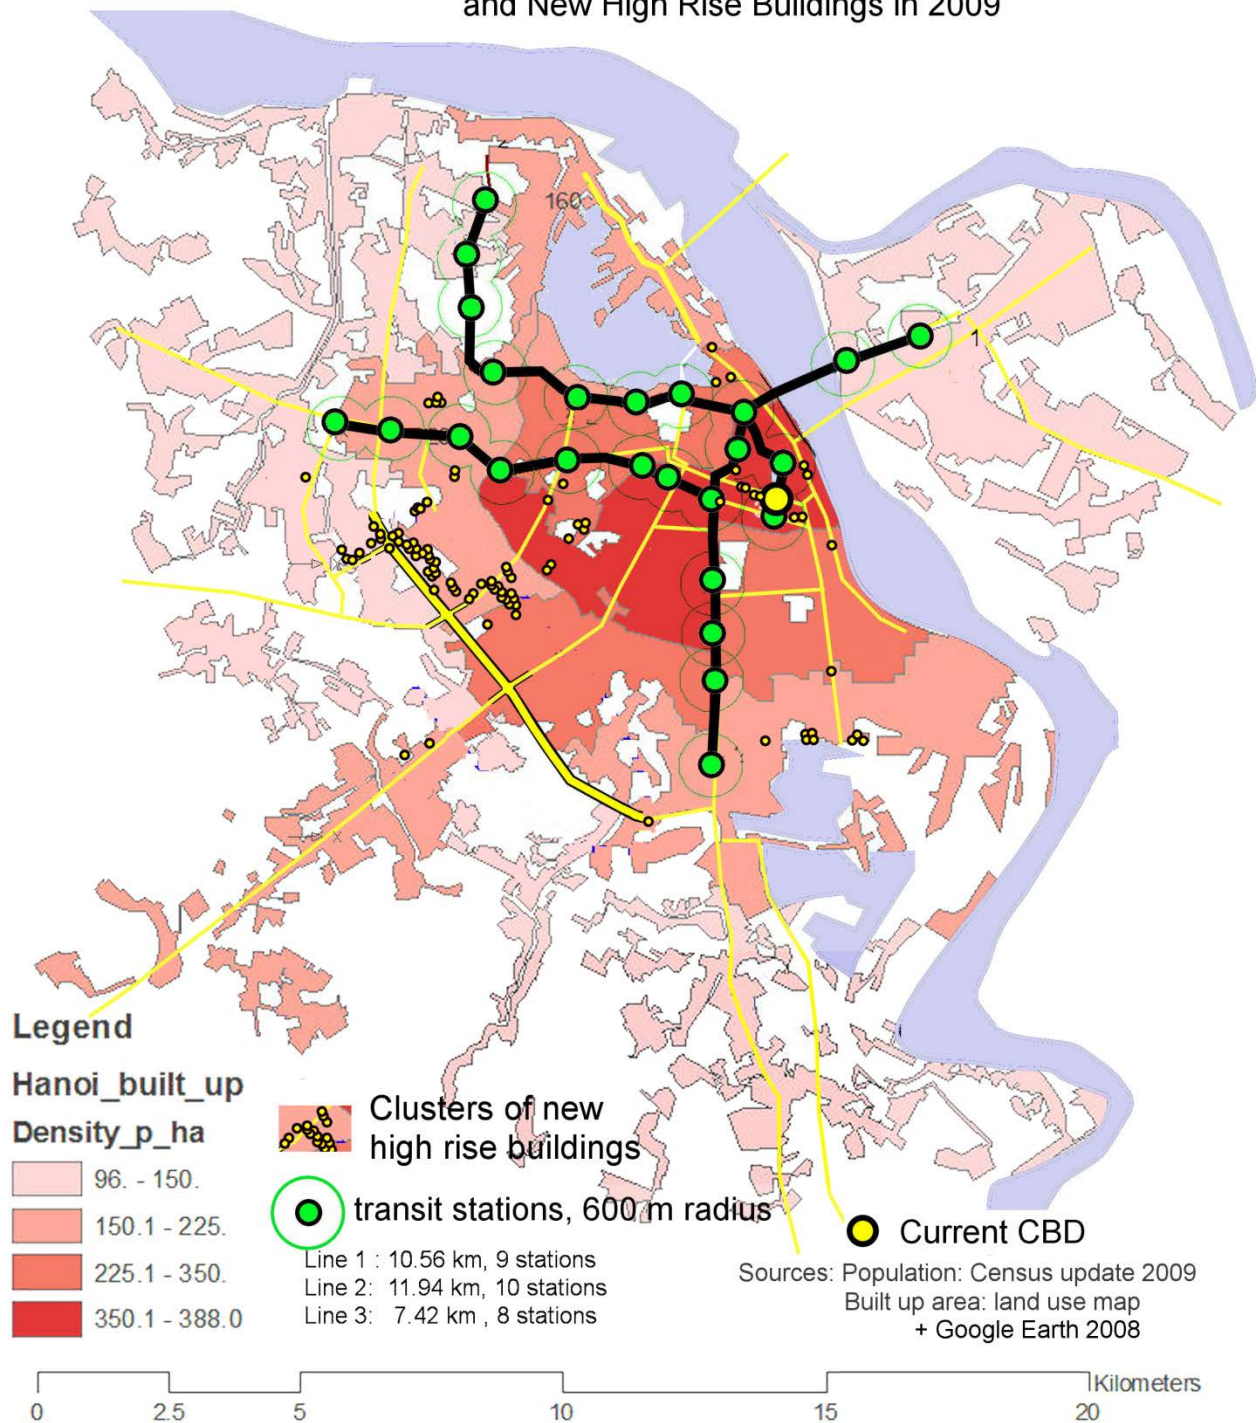 and New High Rise Buildings in 2009
2
160
1
x
Legend
Hanoi_built_up
Density_p_ha
96. - 150.
150.1 - 225.
225.1 - 350.
350.1 - 388.0
Clusters of new
high rise buildings
transit stations, 600 m radius
Line 1 : 10.56 km, 9 stations
Line 2: 11.94 km, 10 stations
Line 3: 7.42 km , 8 stations
Current CBD
Sources: Population: Census update 2009
Built up area: land use map
+ Google Earth 2008
Kilometers
0 2.5 5 10 15 20